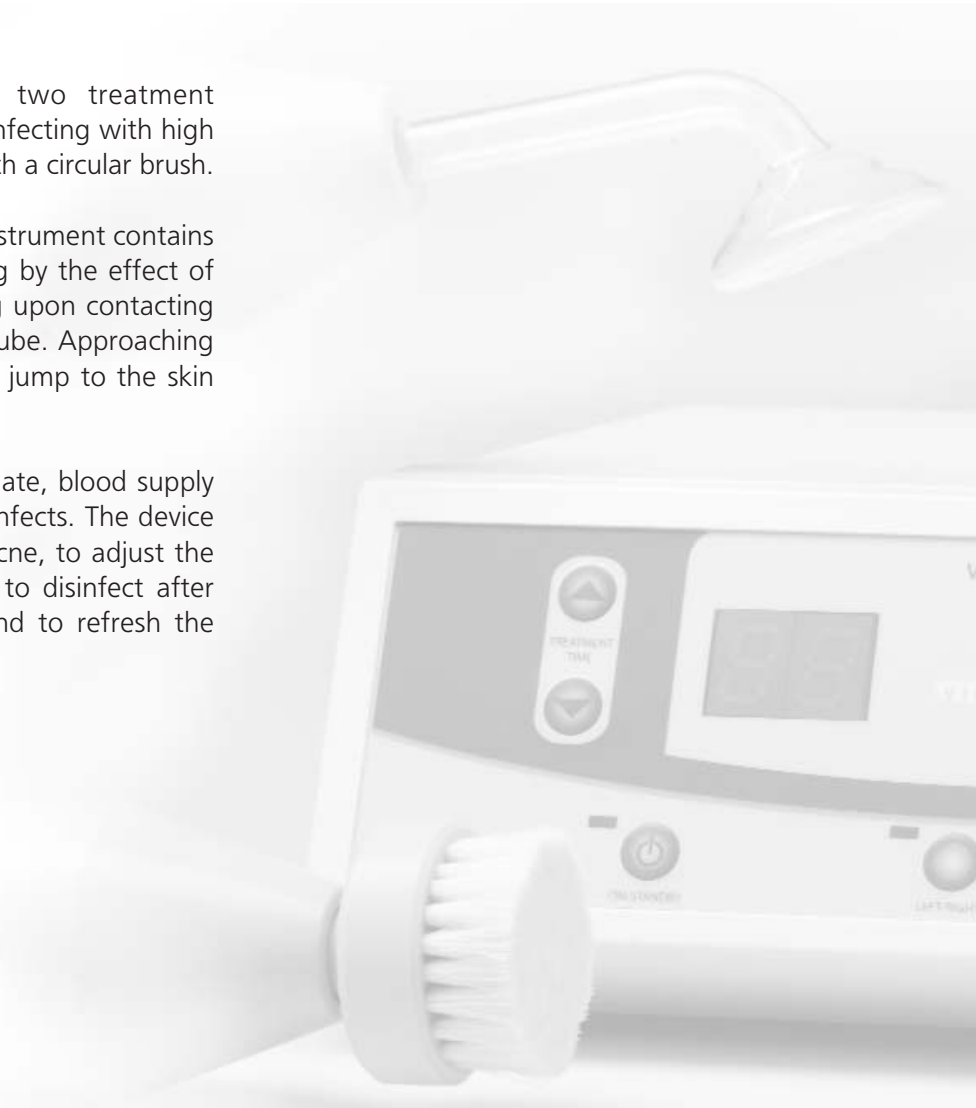 two treatment
nfecting with high
h a circular brush.
strument contains
g by the effect of
g upon contacting
ube. Approaching
jump to the skin
ate, blood supply
nfects. The device
cne, to adjust the
to disinfect after
nd to refresh the
TREATMENT
TIME
ON/STANDBY
LEFT/RIGHT